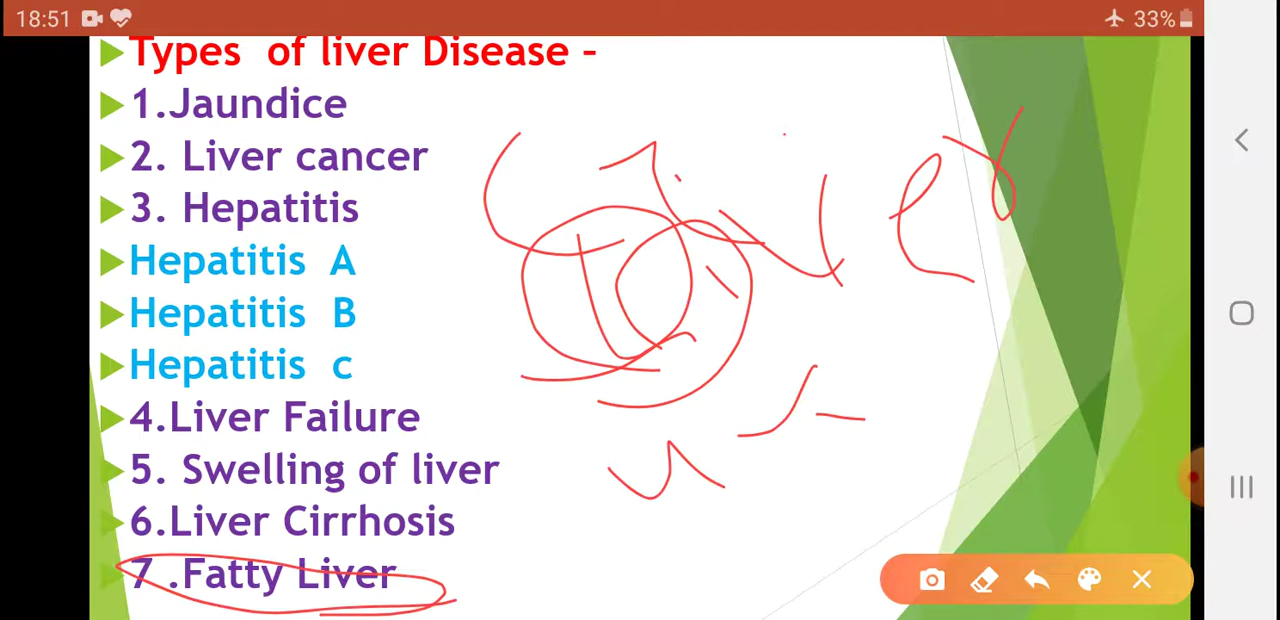 18:51 33%
Types of liver Disease –
1.Jaundice
2. Liver cancer
3. Hepatitis
Hepatitis A
Hepatitis B
Hepatitis c
4.Liver Failure
5. Swelling of liver
6.Liver Cirrhosis
7 .Fatty Liver